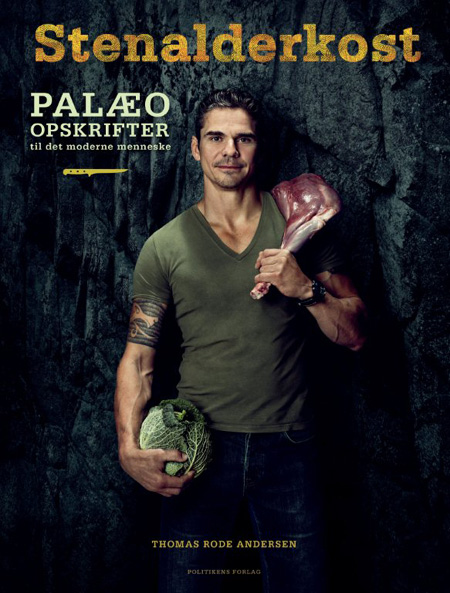 Stenalderkost
PALÆO
OPSKRIFTER
til det moderne menneske
THOMAS RODE ANDERSEN
POLITIKENS FORLAG